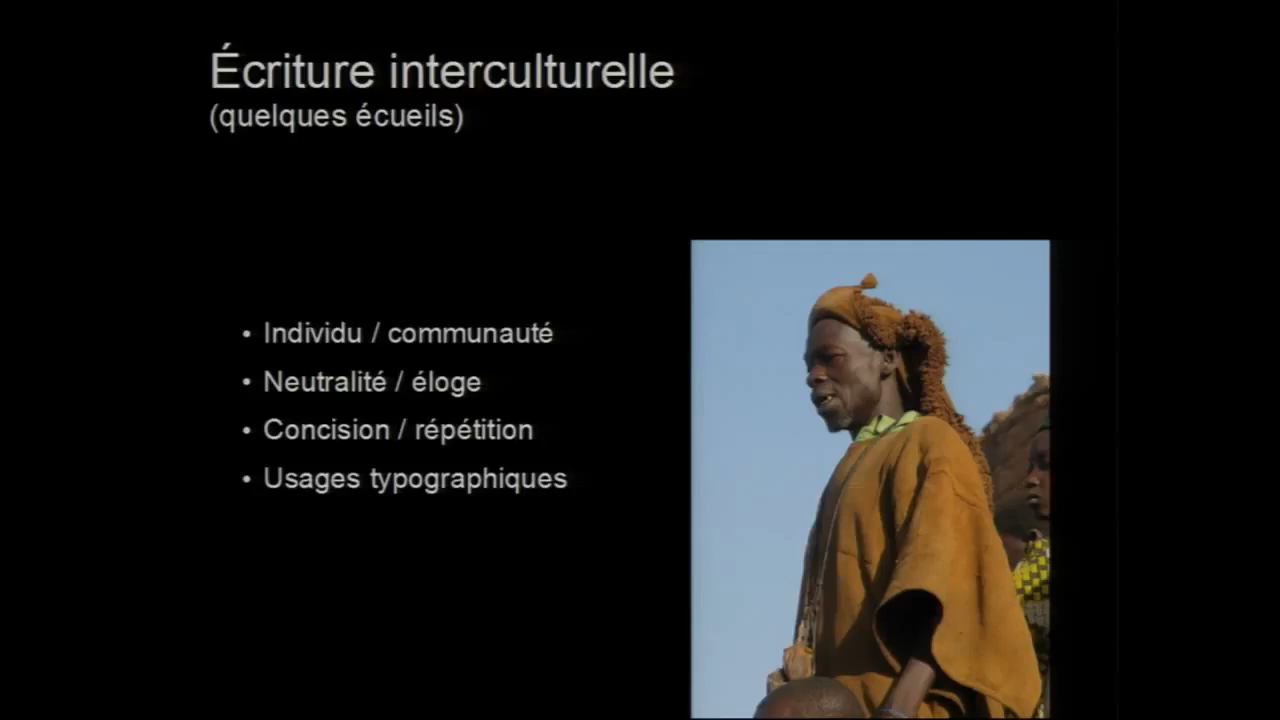 Écriture interculturelle
(quelques écueils)
• Individu / communauté
• Neutralité / éloge
• Concision / répétition
• Usages typographiques